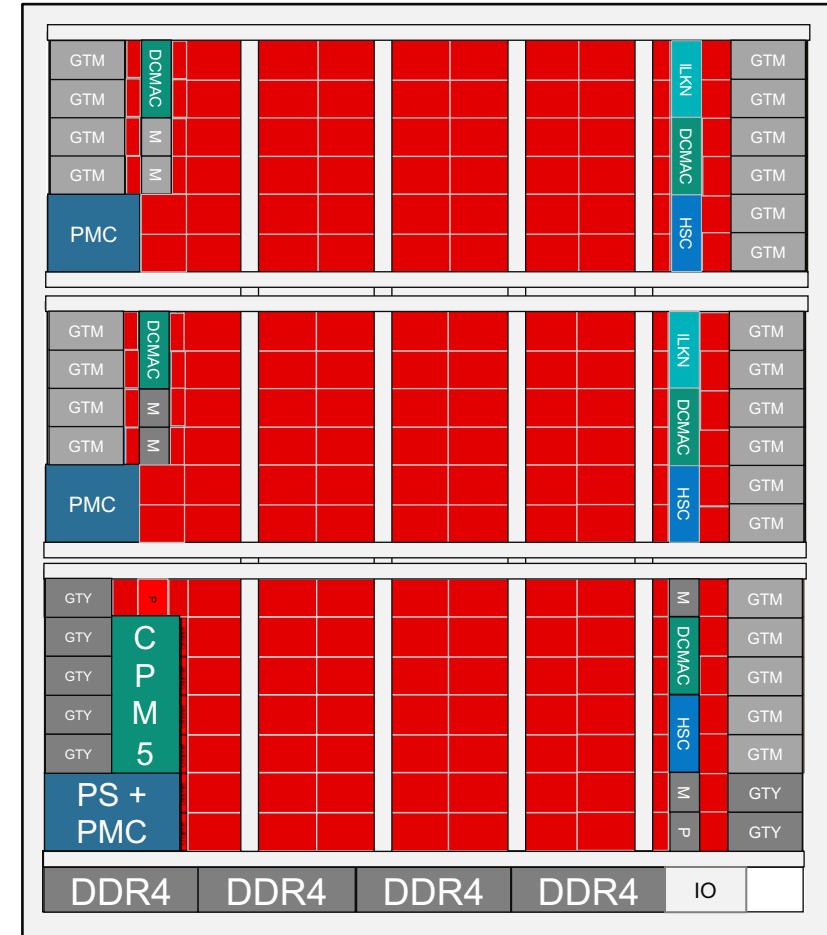 GTM DCMAC ILKN GTM
GTM GTM
GTM M DCMAC GTM
GTM M GTM
PMC HSC GTM
GTM
GTM DCMAC ILKN GTM
GTM GTM
GTM M DCMAC GTM
GTM M GTM
PMC HSC GTM
GTM
GTY P M GTM
GTY C DCMAC GTM
GTY P GTM
GTY M HSC GTM
GTY 5 GTM
PS + M GTY
PMC P GTY
DDR4 DDR4 DDR4 DDR4 IO